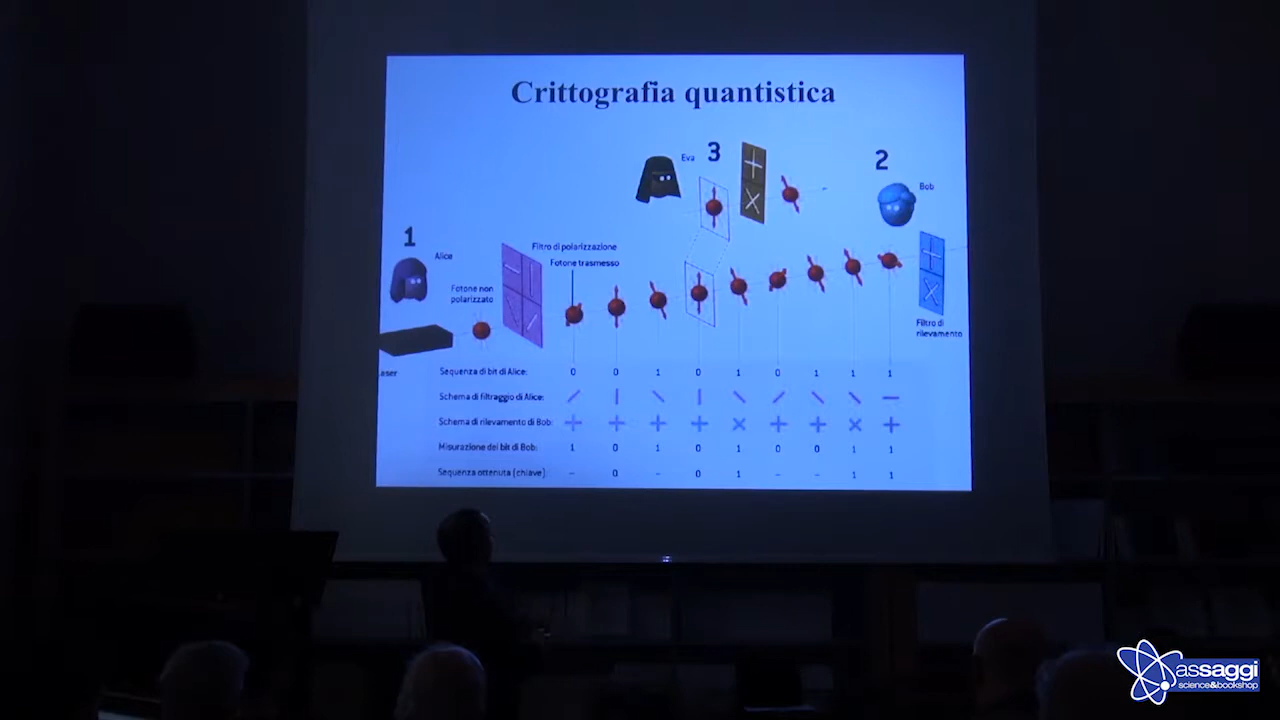 Crittografia quantistica
Eva
3
2
Bob
1
Alice
Filtro di polarizzazione
Fotone trasmesso
Fotone non
polarizzato
Filtro di
rilevamento
aser
Sequenza di bit di Alice: 0 0 1 0 1 0 1 1 1
Schema di filtraggio di Alice:
Schema di rilevamento di Bob: + + + + × + + × +
Misurazione dei bit di Bob: 1 0 1 0 1 0 0 1 1
Sequenza ottenuta (chiave): – 0 – 0 1 – – 1 1
assaggi
science&bookshop